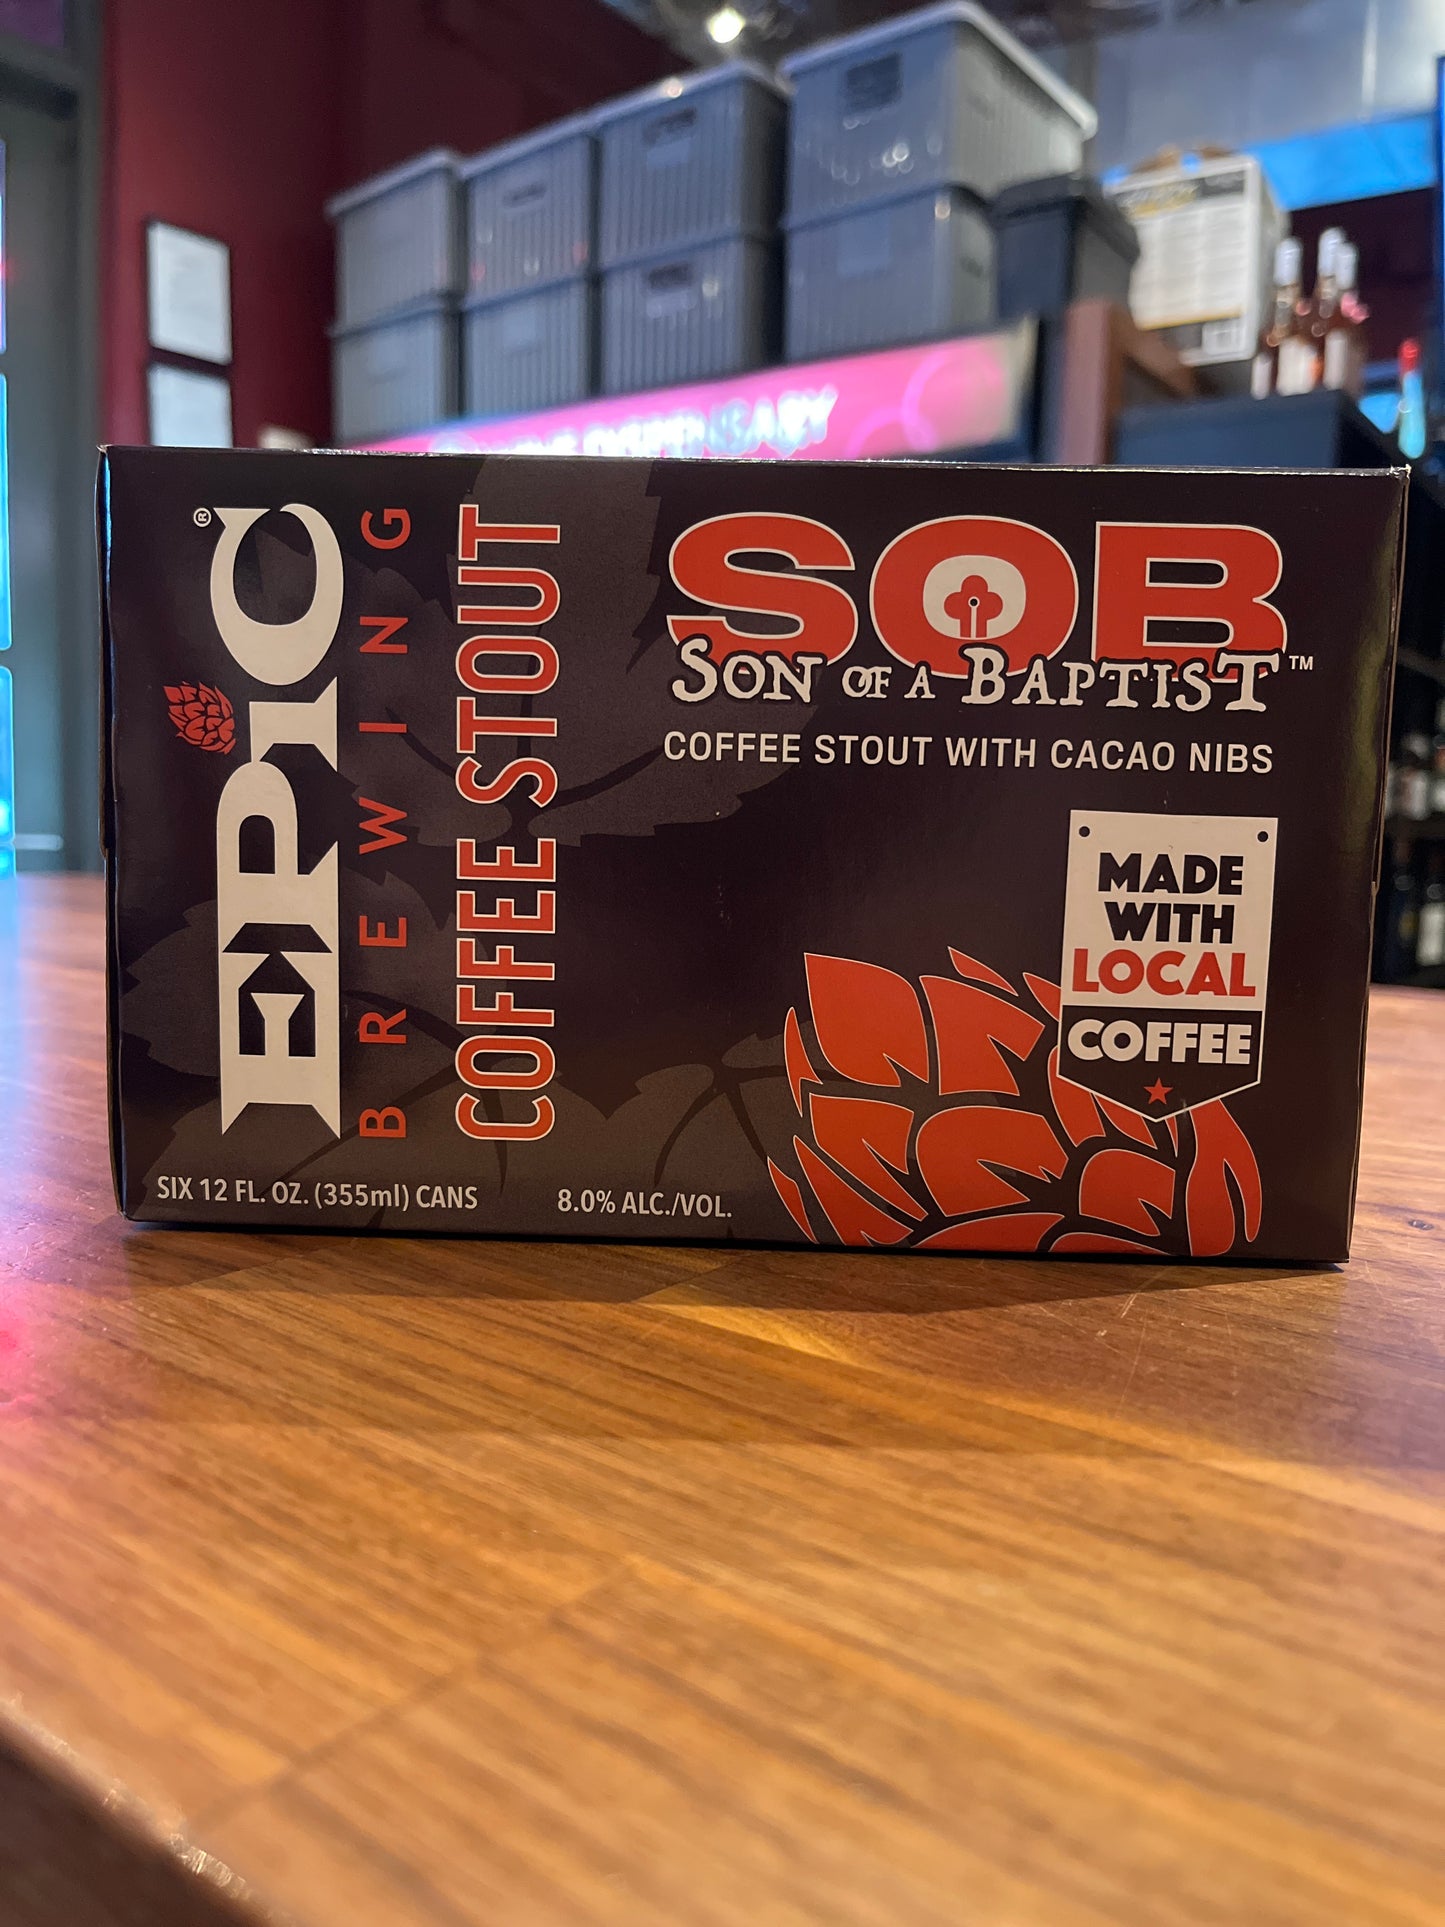 EPIC®
BREWING
COFFEE STOUT
SOB
SON OF A BAPTIST™
COFFEE STOUT WITH CACAO NIBS
MADE
WITH
LOCAL
COFFEE
SIX 12 FL. OZ. (355ml) CANS
8.0% ALC./VOL.